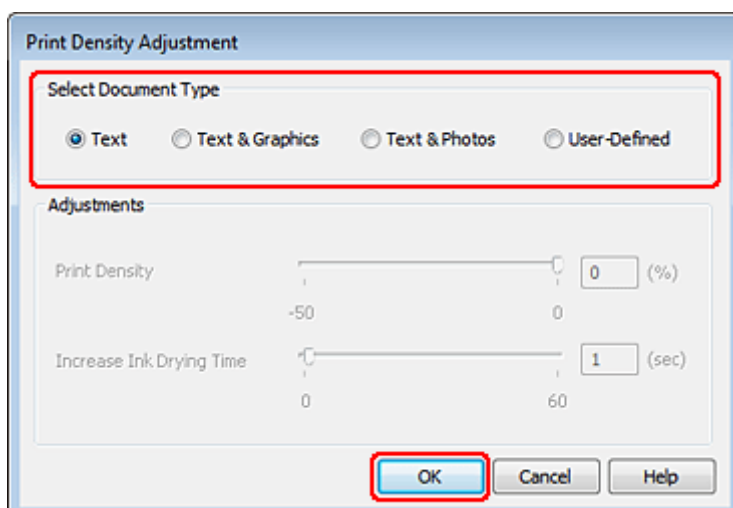 Print Density Adjustment
Select Document Type
Text Text & Graphics Text & Photos User-Defined
Adjustments
Print Density 0 (%)
-50 0
Increase Ink Drying Time 1 (sec)
0 60
OK Cancel Help